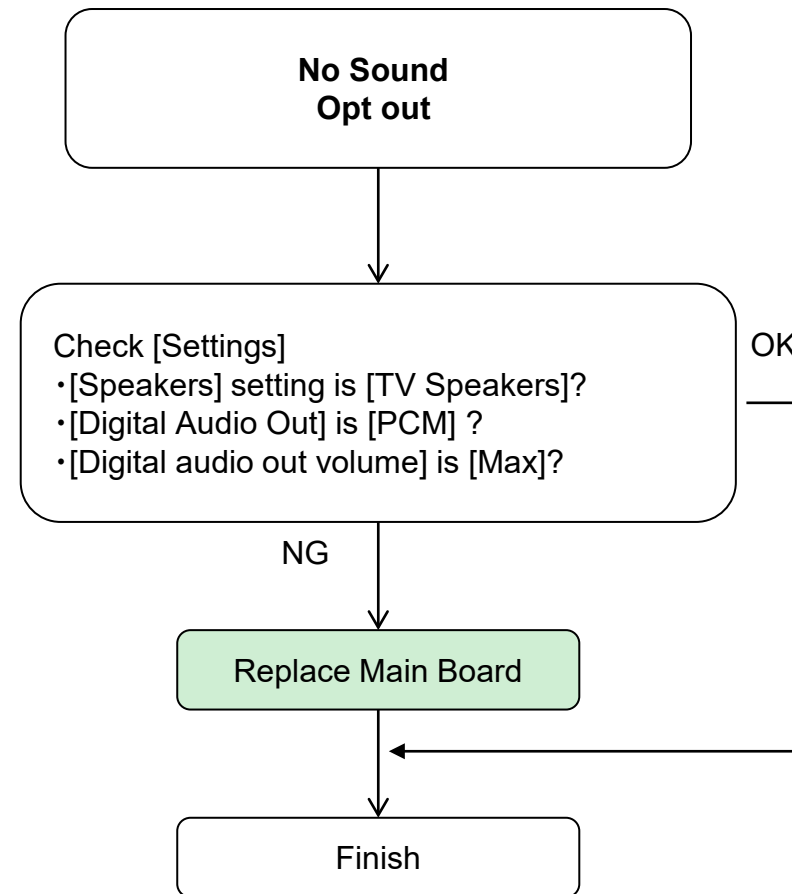 No Sound
Opt out
Check [Settings]
・[Speakers] setting is [TV Speakers]?
・[Digital Audio Out] is [PCM] ?
・[Digital audio out volume] is [Max]?
OK
NG
Replace Main Board
Finish